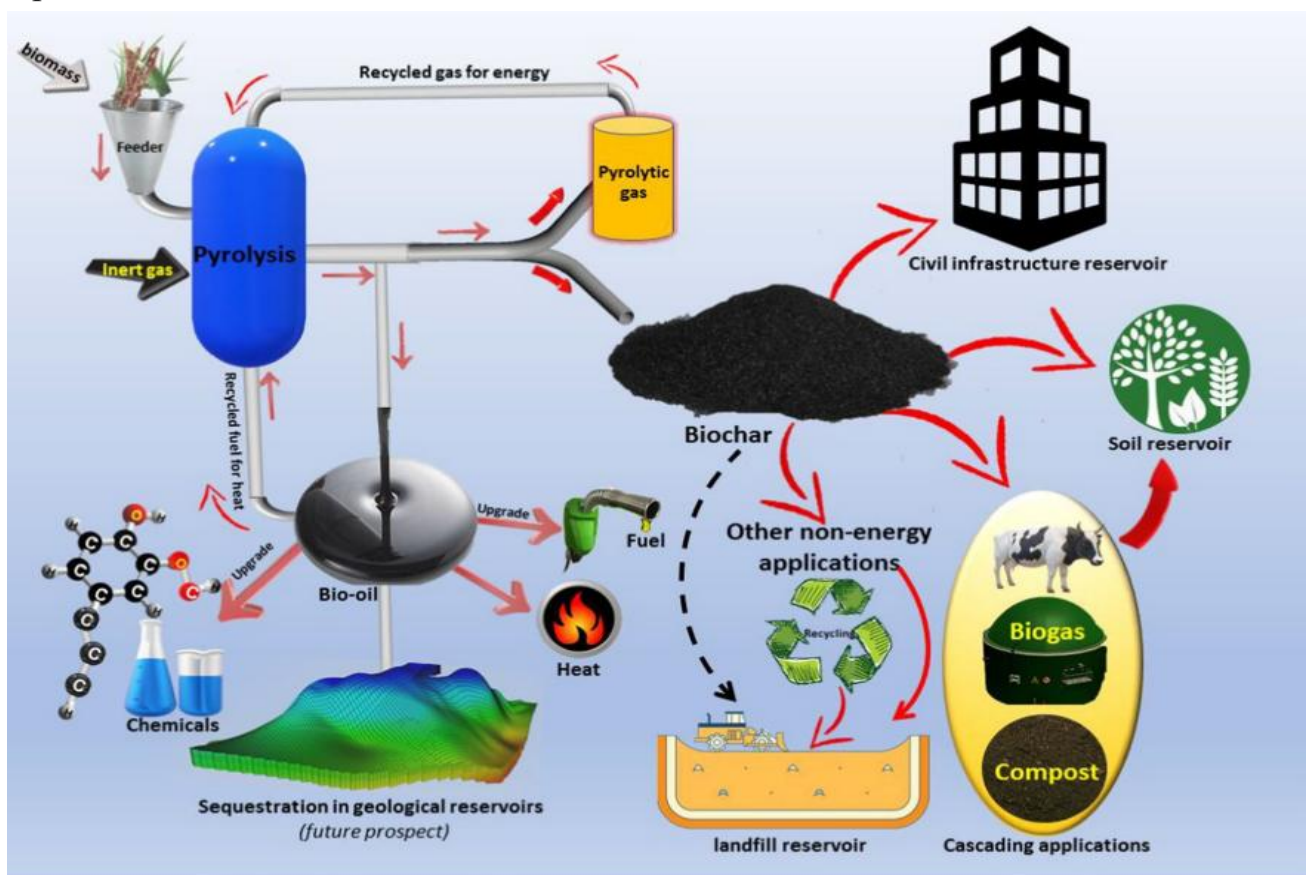 biomass
Feeder
Recycled gas for energy
Pyrolytic
gas
Pyrolysis
Inert gas
Recycled fuel for heat
Civil infrastructure reservoir
Soil reservoir
Biochar
Other non-energy
applications
Recycling
Upgrade
Fuel
Upgrade
Bio-oil
Heat
C
C
C
C
C
C
C
C
C
O
H
O
C
H
H
H
H
H
Chemicals
Sequestration in geological reservoirs
(future prospect)
landfill reservoir
Biogas
Compost
Cascading applications